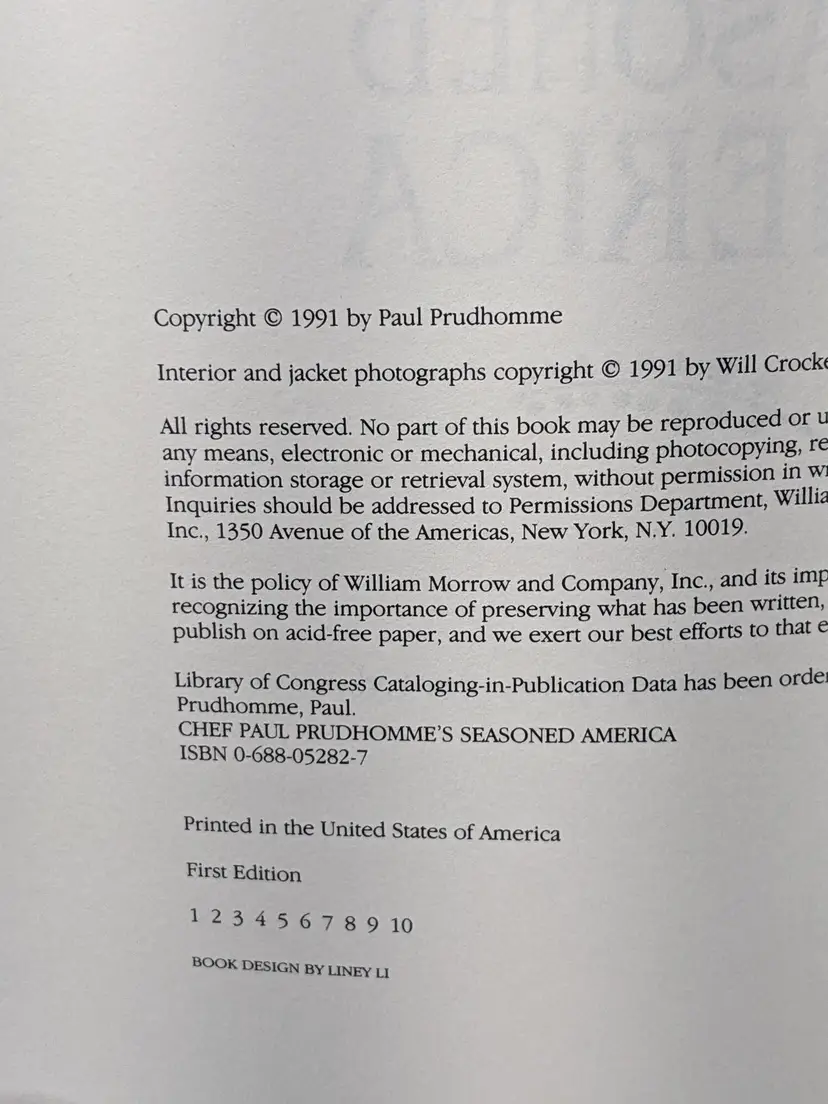 Copyright © 1991 by Paul Prudhomme
Interior and jacket photographs copyright © 1991 by Will Crocke
All rights reserved. No part of this book may be reproduced or u
any means, electronic or mechanical, including photocopying, re
information storage or retrieval system, without permission in wr
Inquiries should be addressed to Permissions Department, Willia
Inc., 1350 Avenue of the Americas, New York, N.Y. 10019.
It is the policy of William Morrow and Company, Inc., and its imp
recognizing the importance of preserving what has been written,
publish on acid-free paper, and we exert our best efforts to that e
Library of Congress Cataloging-in-Publication Data has been order
Prudhomme, Paul.
CHEF PAUL PRUDHOMME'S SEASONED AMERICA
ISBN 0-688-05282-7
Printed in the United States of America
First Edition
1 2 3 4 5 6 7 8 9 10
BOOK DESIGN BY LINEY LI